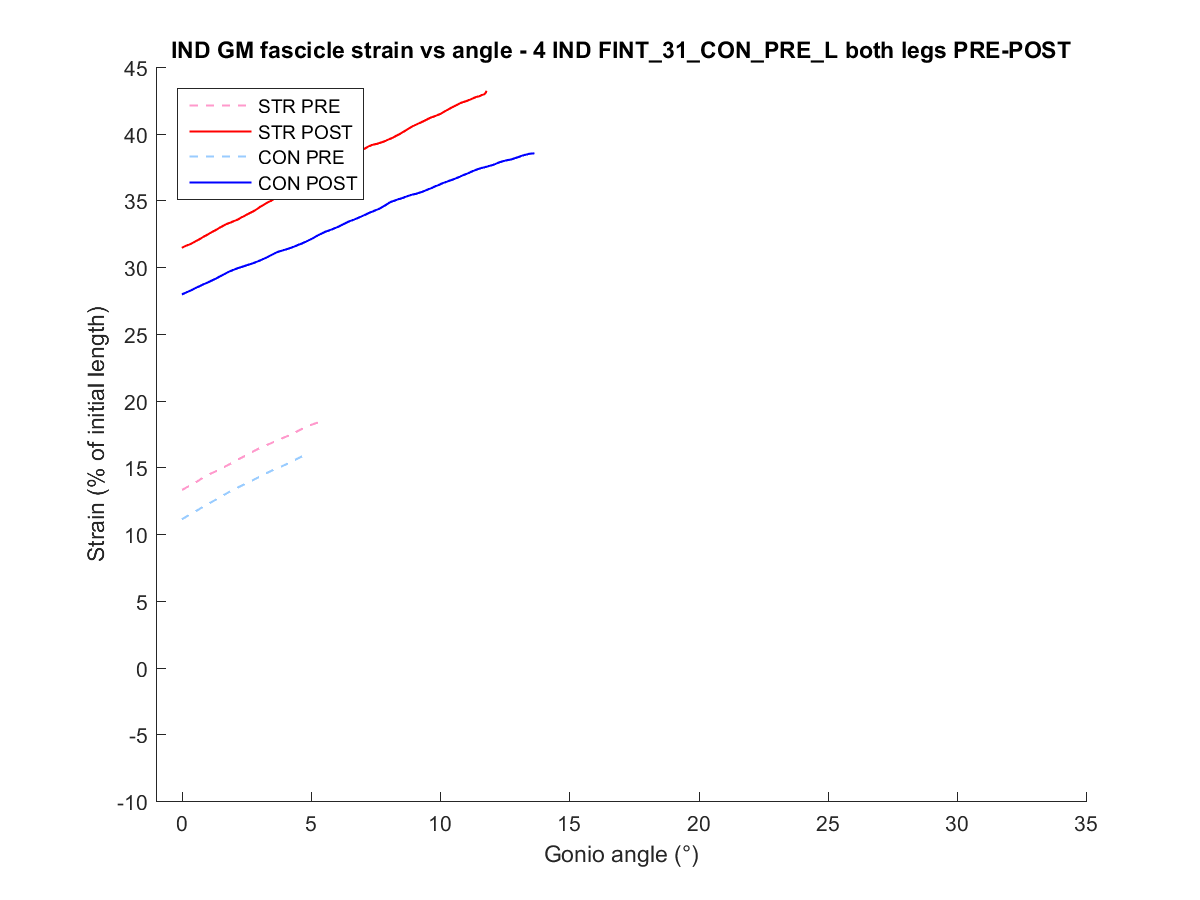 IND GM fascicle strain vs angle - 4 IND FINT_31_CON_PRE_L both legs PRE-POST
45
40
35
30
25
20
15
10
5
0
-5
-10
STR PRE
STR POST
CON PRE
CON POST
Strain (% of initial length)
0 5 10 15 20 25 30 35
Gonio angle (°)